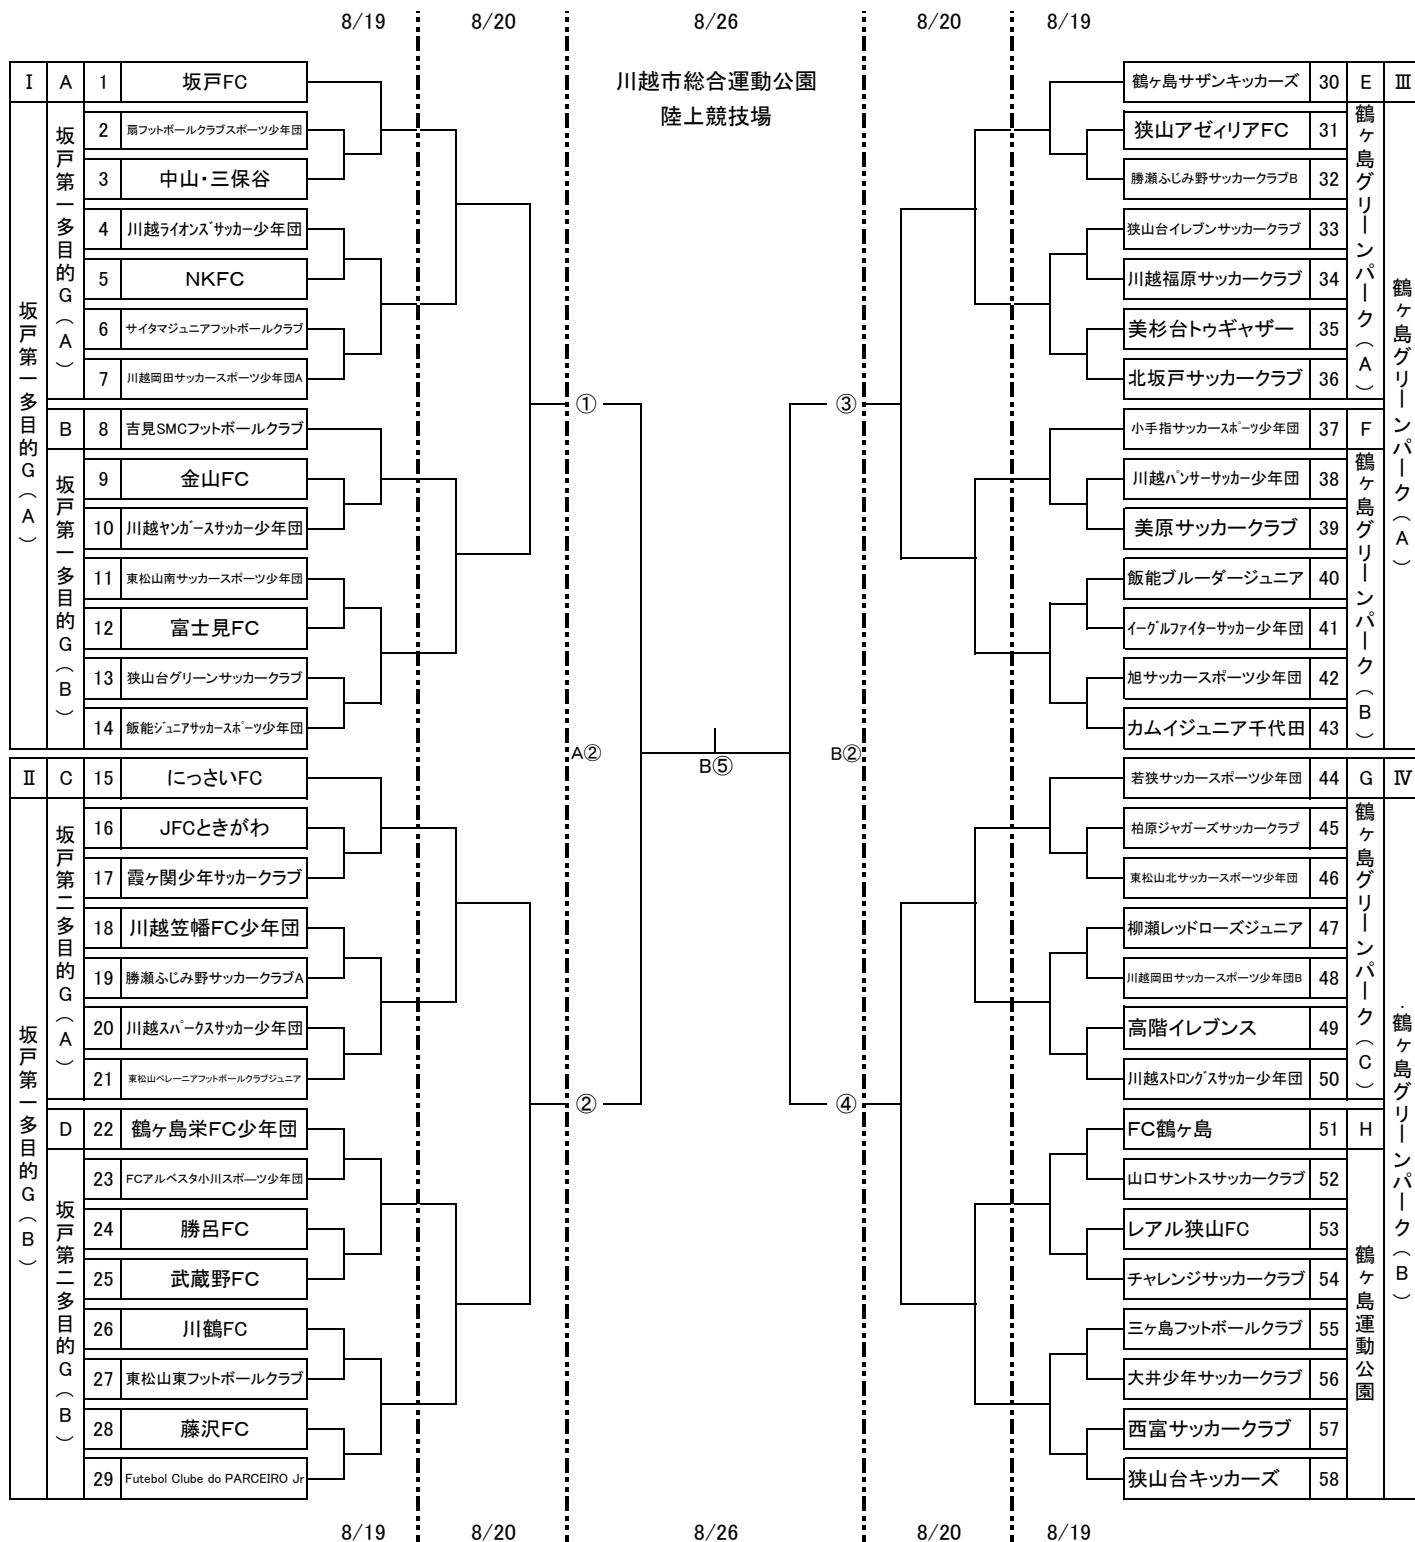 8/19 8/20 8/26 8/20 8/19
川越市総合運動公園
陸上競技場
Ⅰ A 1 坂戸FC
2 扇フットボールクラブスポーツ少年団
3 中山・三保谷
4 川越ライオンズサッカー少年団
5 NKFC
6 サイタマジュニアフットボールクラブ
7 川越岡田サッカースポーツ少年団A
坂戸第一多目的G(A)
B 8 吉見SMCフットボールクラブ
9 金山FC
10 川越ヤンガースサッカー少年団
11 東松山南サッカースポーツ少年団
12 富士見FC
13 狭山台グリーンサッカークラブ
14 飯能ジュニアサッカースポーツ少年団
坂戸第一多目的G(B)
坂戸第一多目的G(A)
Ⅱ C 15 にっさいFC
16 JFCときがわ
17 霞ヶ関少年サッカークラブ
18 川越笠幡FC少年団
19 勝瀬ふじみ野サッカークラブA
20 川越スパークスサッカー少年団
21 東松山ペレーニアフットボールクラブジュニア
坂戸第二多目的G(A)
D 22 鶴ヶ島栄FC少年団
23 FCアルベスタ小川スポーツ少年団
24 勝呂FC
25 武蔵野FC
26 川鶴FC
27 東松山東フットボールクラブ
28 藤沢FC
29 Futebol Clube do PARCEIRO Jr
坂戸第二多目的G(B)
坂戸第一多目的G(B)
① ③
A② B⑤ B②
② ④
鶴ヶ島サザンキッカーズ 30 E Ⅲ
狭山アゼィリアFC 31
勝瀬ふじみ野サッカークラブB 32
狭山台イレブンサッカークラブ 33
川越福原サッカークラブ 34
美杉台トゥギャザー 35
北坂戸サッカークラブ 36
鶴ヶ島グリーンパーク(A)
小手指サッカースポーツ少年団 37 F
川越パンサーサッカー少年団 38
美原サッカークラブ 39
飯能ブルーダージュニア 40
イーグルファイターサッカー少年団 41
旭サッカースポーツ少年団 42
カムイジュニア千代田 43
鶴ヶ島グリーンパーク(B)
鶴ヶ島グリーンパーク(A)
若狭サッカースポーツ少年団 44 G Ⅳ
柏原ジャガーズサッカークラブ 45
東松山北サッカースポーツ少年団 46
柳瀬レッドローズジュニア 47
川越岡田サッカースポーツ少年団B 48
高階イレブンス 49
川越ストロングスサッカー少年団 50
鶴ヶ島グリーンパーク(C)
FC鶴ヶ島 51 H
山口サントスサッカークラブ 52
レアル狭山FC 53
チャレンジサッカークラブ 54
三ヶ島フットボールクラブ 55
大井少年サッカークラブ 56
西富サッカークラブ 57
狭山台キッカーズ 58
鶴ヶ島運動公園
.鶴ヶ島グリーンパーク(B)
8/19 8/20 8/26 8/20 8/19